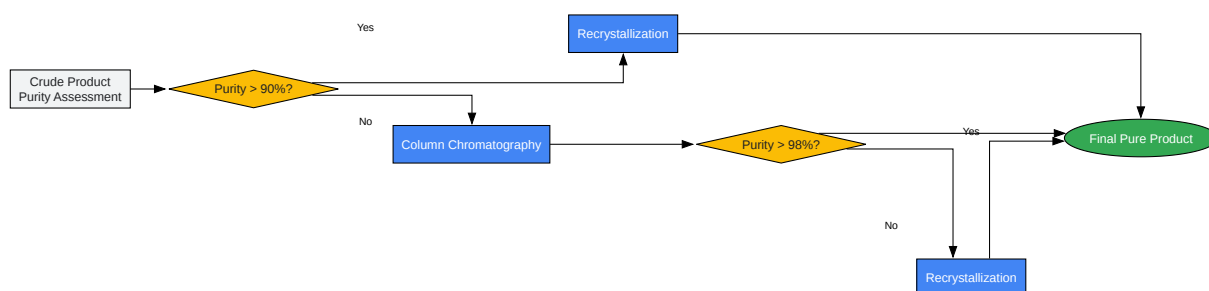 Yes
Recrystallization
Crude Product
Purity Assessment
Purity > 90%?
No
Column Chromatography
Purity > 98%?
Yes
Final Pure Product
No
Recrystallization